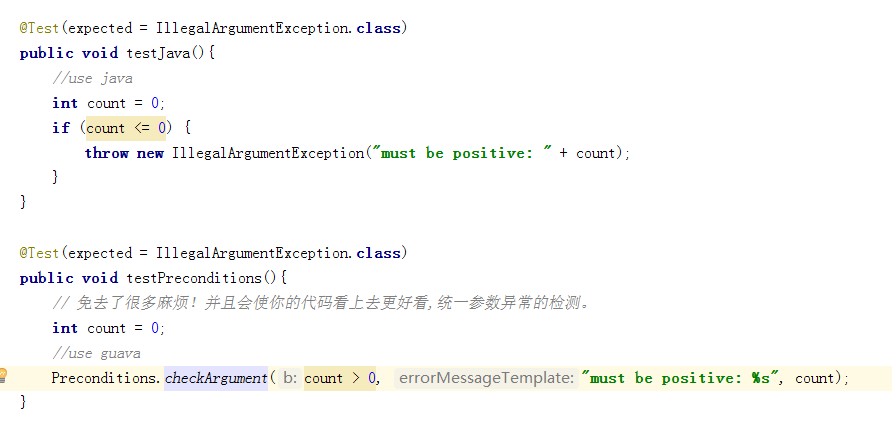 @Test(expected = IllegalArgumentException.class)
public void testJava(){
//use java
int count = 0;
if (count <= 0) {
throw new IllegalArgumentException("must be positive: " + count);
}
}
@Test(expected = IllegalArgumentException.class)
public void testPreconditions(){
// 免去了很多麻烦！并且会使你的代码看上去更好看,统一参数异常的检测。
int count = 0;
//use guava
Preconditions.checkArgument( b: count > 0, errorMessageTemplate: "must be positive: %s", count);
}